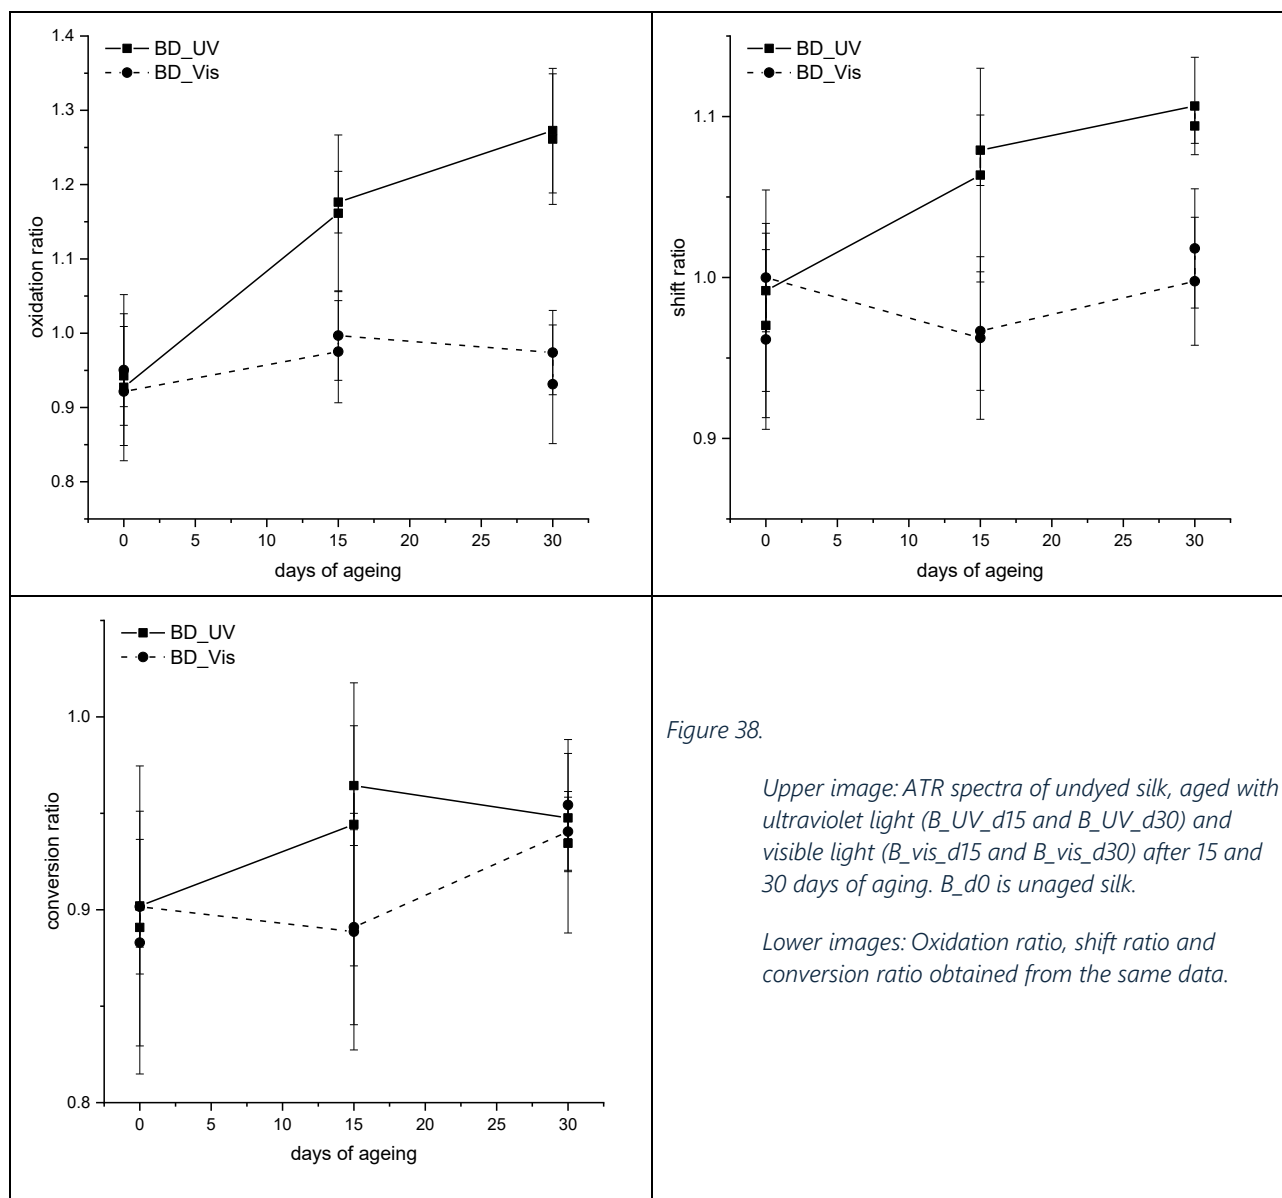 BD_UV
BD_Vis
1.4
1.3
1.2
1.1
1.0
0.9
0.8
oxidation ratio
0 5 10 15 20 25 30
days of ageing
BD_UV
BD_Vis
1.1
1.0
0.9
shift ratio
0 5 10 15 20 25 30
days of ageing
BD_UV
BD_Vis
1.0
0.9
0.8
conversion ratio
0 5 10 15 20 25 30
days of ageing
Figure 38.
Upper image: ATR spectra of undyed silk, aged with
ultraviolet light (B_UV_d15 and B_UV_d30) and
visible light (B_vis_d15 and B_vis_d30) after 15 and
30 days of aging. B_d0 is unaged silk.
Lower images: Oxidation ratio, shift ratio and
conversion ratio obtained from the same data.